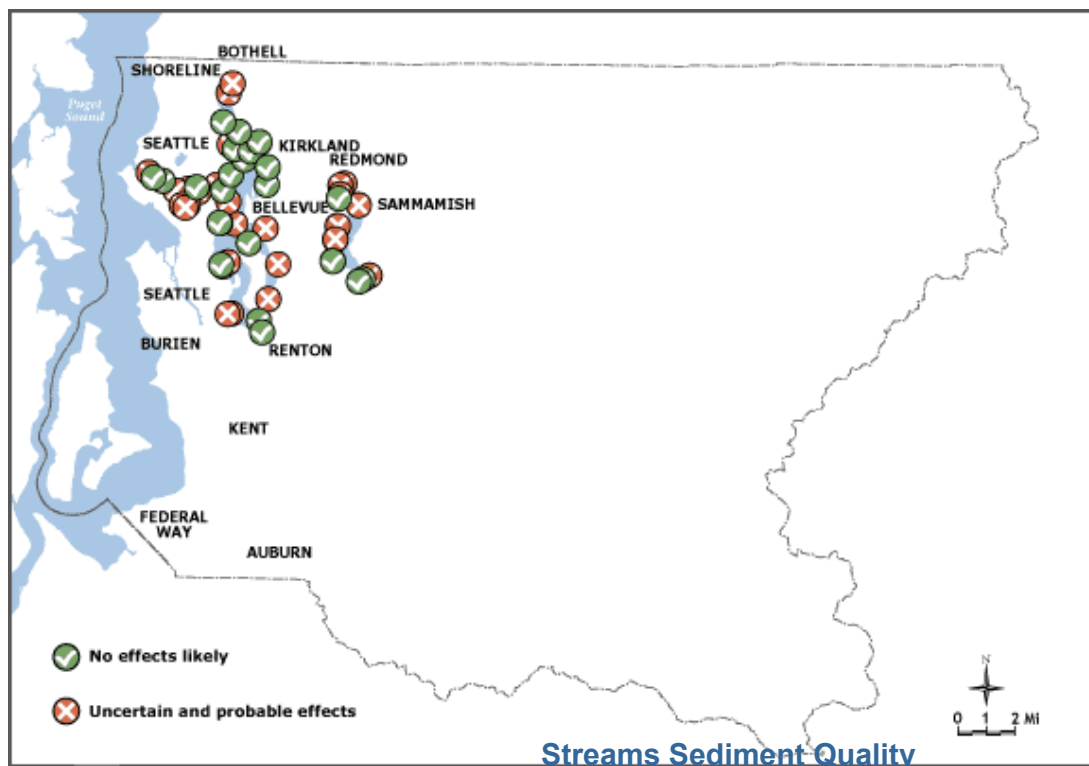 BOTHELL
SHORELINE
Puget
Sound
SEATTLE
KIRKLAND
REDMOND
BELLEVUE
SAMMAMISH
SEATTLE
BURIEN
RENTON
KENT
FEDERAL
WAY
AUBURN
No effects likely
Uncertain and probable effects
N
0 1 2 Mi
Streams Sediment Quality